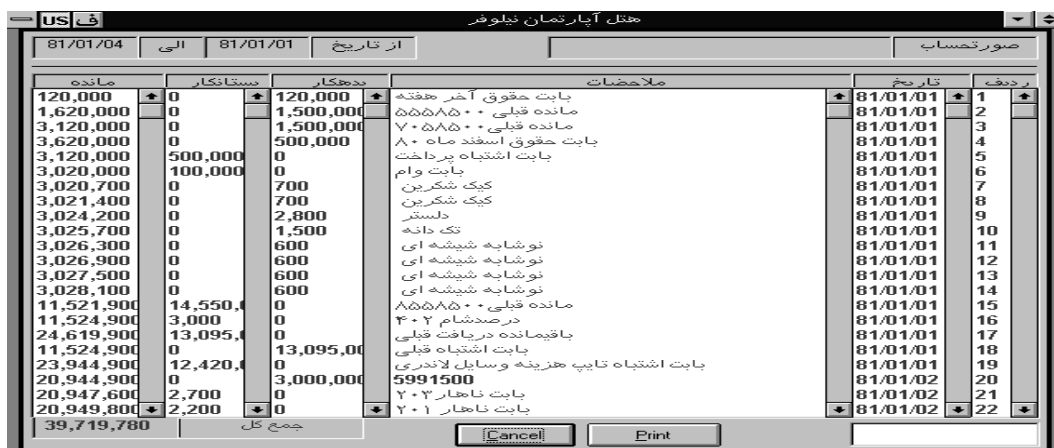 US ف هتل آپارتمان نیلوفر
صورتحساب از تاریخ 81/01/01 الی 81/01/04
ردیف تاریخ ملاحضات بدهکار بستانکار مانده
1 81/01/01 بابت حقوق آخر هفته 120,000 0 120,000
2 81/01/01 مانده قبلی ۵۵۵۸۵۰۰ 1,500,000 0 1,620,000
3 81/01/01 مانده قبلی ۷۰۵۸۵۰۰ 1,500,000 0 3,120,000
4 81/01/01 بابت حقوق اسفند ماه ۸۰ 500,000 0 3,620,000
5 81/01/01 بابت اشتباه پرداخت 0 500,000 3,120,000
6 81/01/01 بابت وام 0 100,000 3,020,000
7 81/01/01 کیک شکرین 700 0 3,020,700
8 81/01/01 کیک شکرین 700 0 3,021,400
9 81/01/01 دلستر 2,800 0 3,024,200
10 81/01/01 تک دانه 1,500 0 3,025,700
11 81/01/01 نوشابه شیشه ای 600 0 3,026,300
12 81/01/01 نوشابه شیشه ای 600 0 3,026,900
13 81/01/01 نوشابه شیشه ای 600 0 3,027,500
14 81/01/01 نوشابه شیشه ای 600 0 3,028,100
15 81/01/01 مانده قبلی ۸۵۵۸۵۰۰ 0 14,550, 11,521,900
16 81/01/01 درصدشام ۴۰۲ 0 3,000 11,524,900
17 81/01/01 باقیمانده دریافت قبلی 0 13,095, 24,619,900
18 81/01/01 بابت اشتباه قبلی 13,095,00 0 11,524,900
19 81/01/01 بابت اشتباه تایپ هزینه وسایل لاندری 0 12,420, 23,944,900
20 81/01/02 5991500 3,000,000 0 20,944,900
21 81/01/02 بابت ناهار۲۰۳ 0 2,700 20,947,600
22 81/01/02 بابت ناهار ۲۰۱ 0 2,200 20,949,800
جمع کل 39,719,780
Cancel Print